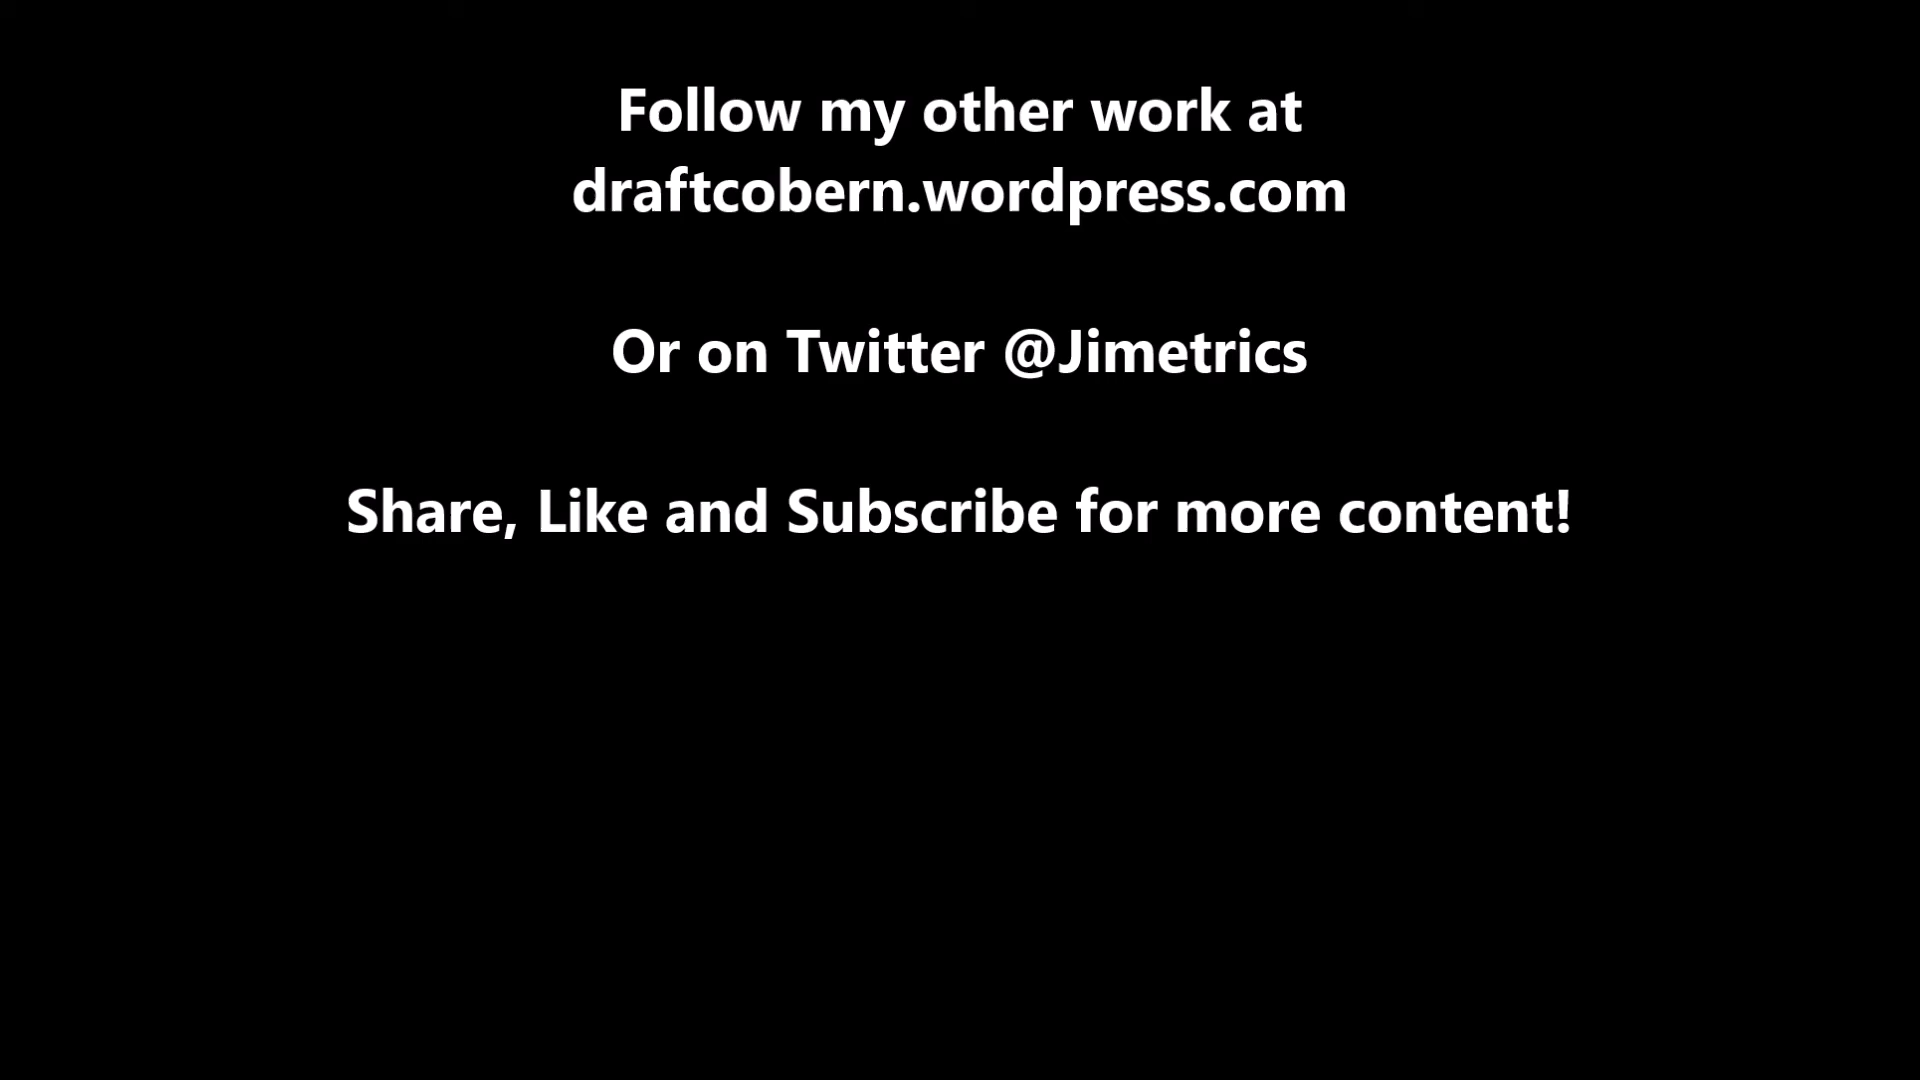 Follow my other work at
draftcobern.wordpress.com
Or on Twitter @Jimetrics
Share, Like and Subscribe for more content!